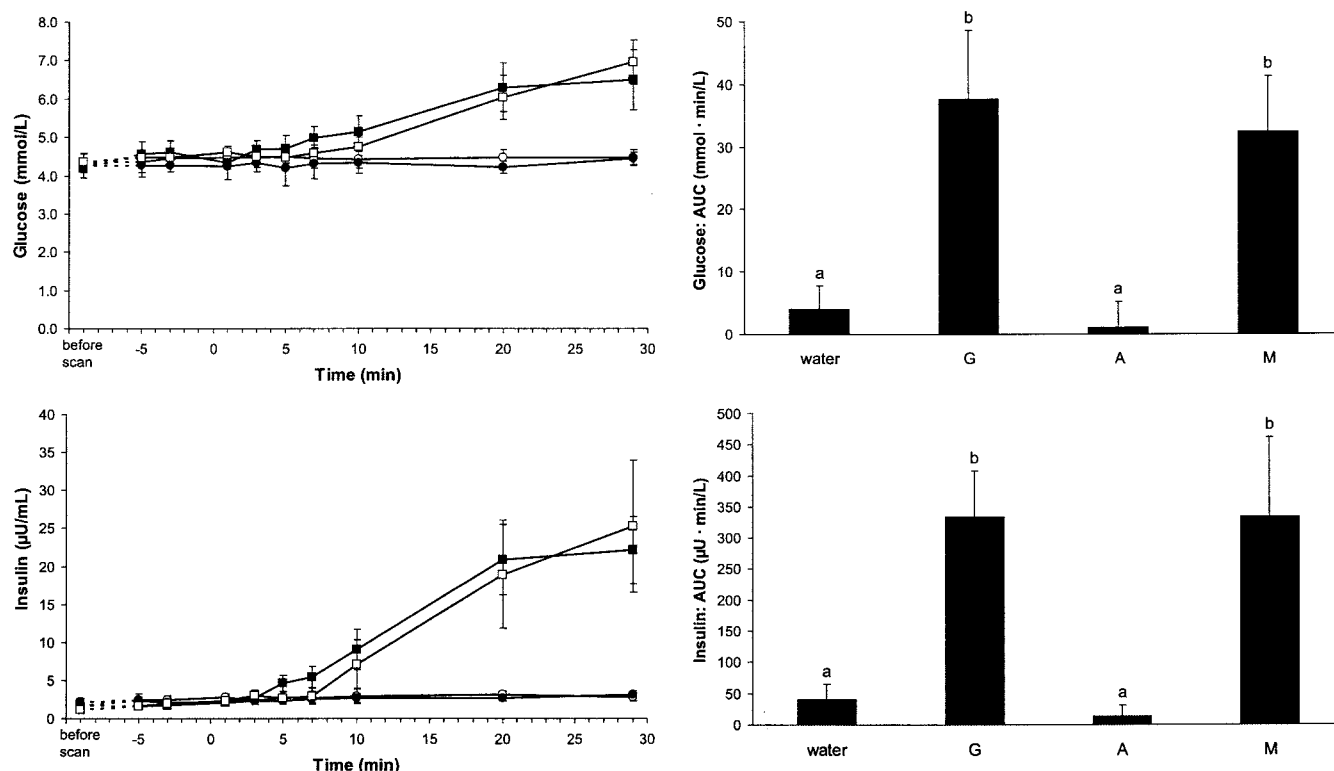 8.0
7.0
6.0
5.0
4.0
3.0
2.0
1.0
0.0
Glucose (mmol/L)
before
scan
-5 0 5 10 15 20 25 30
Time (min)
50
40
30
20
10
0
Glucose: AUC (mmol · min/L)
a
b
a
b
water G A M
40
35
30
25
20
15
10
5
0
Insulin (µU/mL)
before
scan
-5 0 5 10 15 20 25 30
Time (min)
500
450
400
350
300
250
200
150
100
50
0
Insulin: AUC (µU · min/L)
a
b
a
b
water G A M